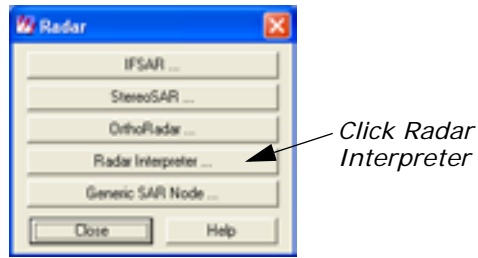 Radar
IFSAR ...
StereoSAR ...
OrthoRadar ...
Radar Interpreter ...
Generic SAR Node ...
Close Help
Click Radar
Interpreter